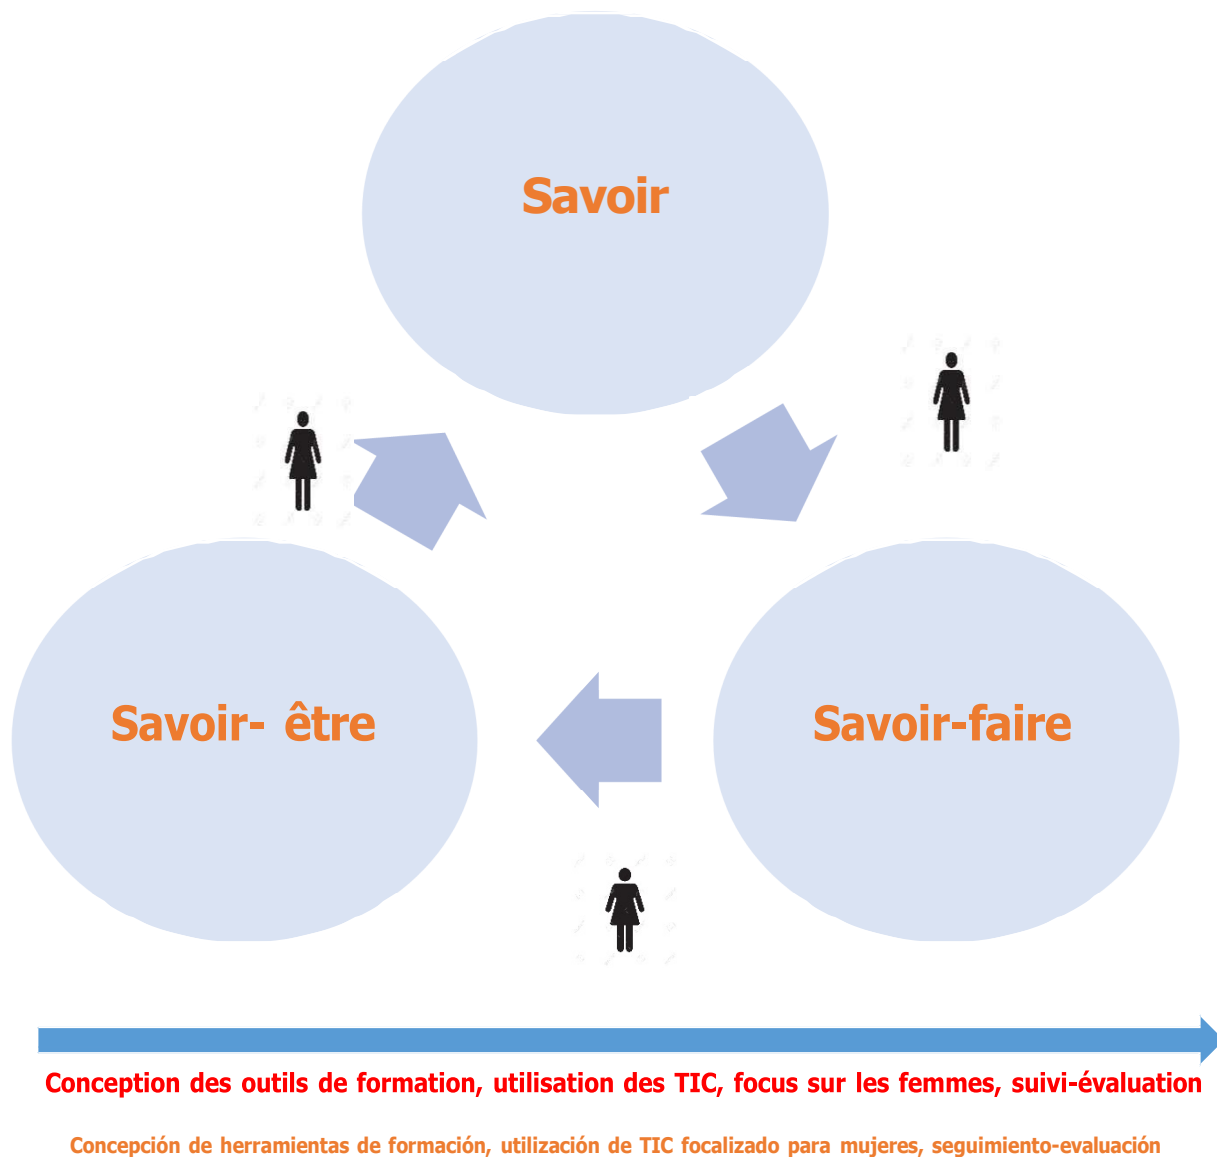 Savoir
Savoir- être
Savoir-faire
Conception des outils de formation, utilisation des TIC, focus sur les femmes, suivi-évaluation
Concepción de herramientas de formación, utilización de TIC focalizado para mujeres, seguimiento-evaluación